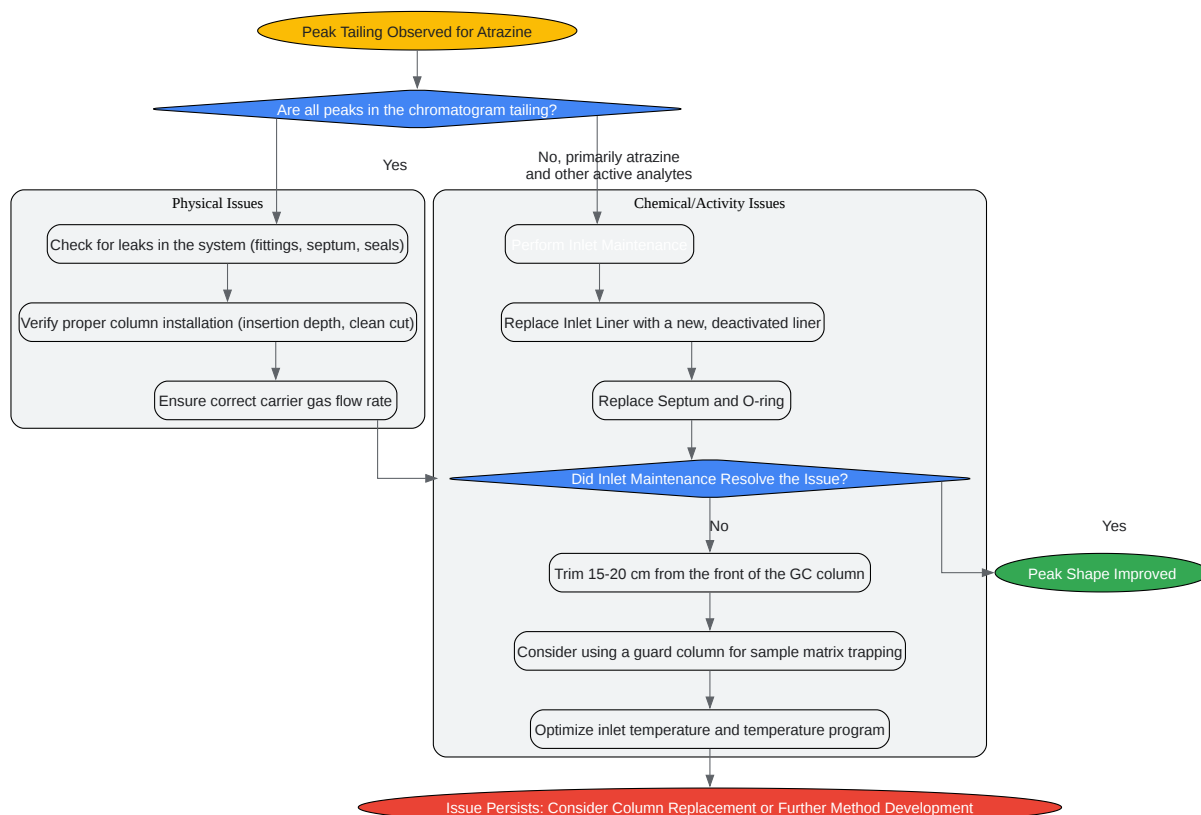 Peak Tailing Observed for Atrazine
Are all peaks in the chromatogram tailing?
Yes
No, primarily atrazine
and other active analytes
Physical Issues
Check for leaks in the system (fittings, septum, seals)
Verify proper column installation (insertion depth, clean cut)
Ensure correct carrier gas flow rate
Chemical/Activity Issues
Perform Inlet Maintenance
Replace Inlet Liner with a new, deactivated liner
Replace Septum and O-ring
Did Inlet Maintenance Resolve the Issue?
No
Yes
Trim 15-20 cm from the front of the GC column
Peak Shape Improved
Consider using a guard column for sample matrix trapping
Optimize inlet temperature and temperature program
Issue Persists: Consider Column Replacement or Further Method Development